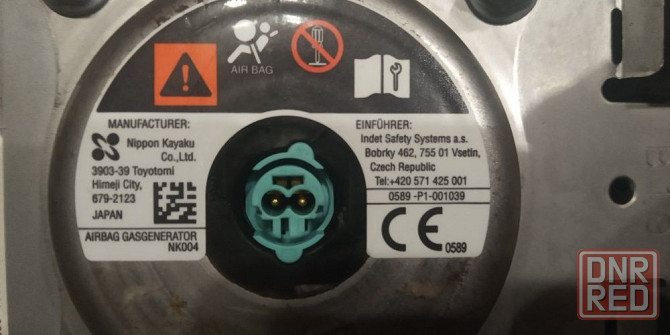 AIR BAG
MANUFACTURER:
Nippon Kayaku
Co.,Ltd.
3903-39 Toyotomi
Himeji City,
679-2123
JAPAN
AIRBAG GASGENERATOR
NK004
EINFÜHRER:
Indet Safety Systems a.s.
Bobrky 462, 755 01 Vsetin,
Czech Republic
Tel:+420 571 425 001
0589 -P1-001039
CE 0589
DNR
RED